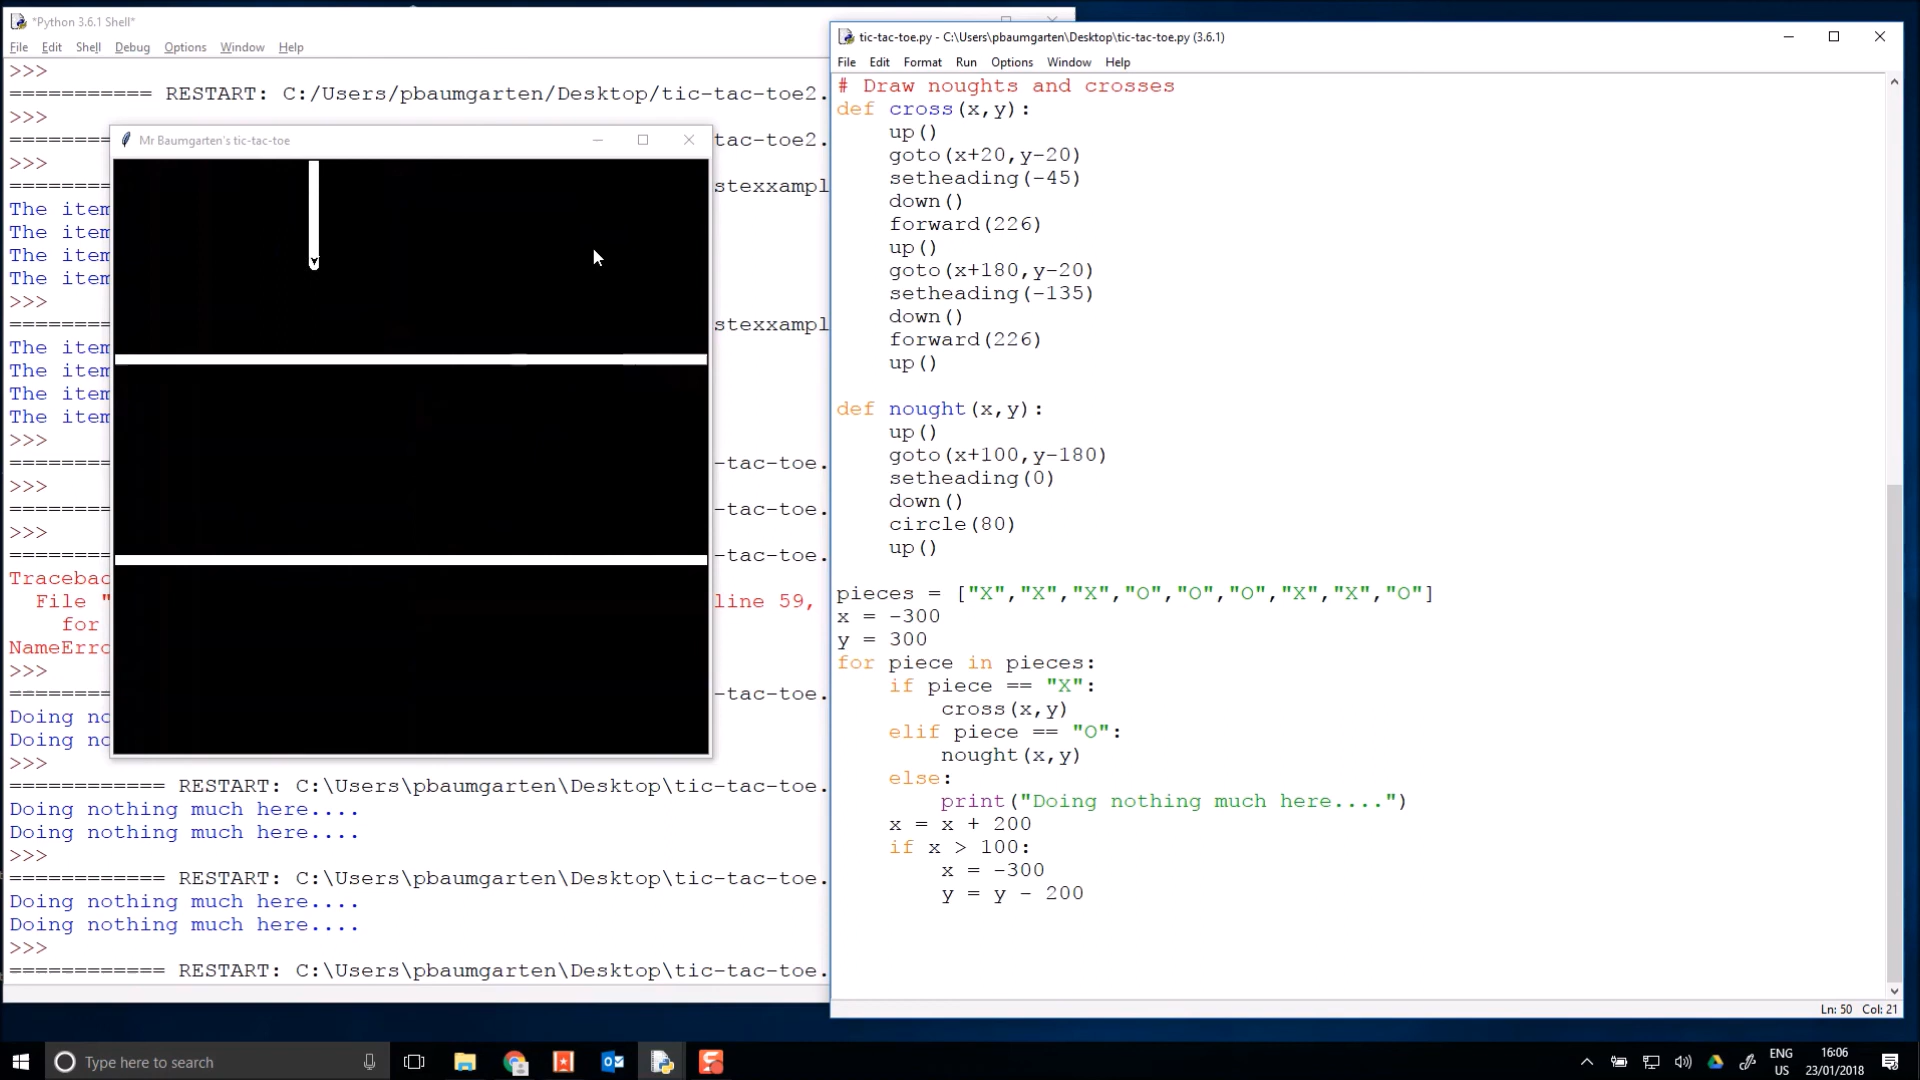 *Python 3.6.1 Shell*
File Edit Shell Debug Options Window Help
>>>
=========== RESTART: C:/Users/pbaumgarten/Desktop/tic-tac-toe2.
>>>
tac-toe2.
>>>
stexxampl
The item
The item
The item
The item
>>>
stexxampl
The item
The item
The item
The item
>>>
-tac-toe.
>>>
-tac-toe.
>>>
-tac-toe.
Tracebac
File " line 59,
for
NameErro
>>>
-tac-toe.
Doing no
Doing no
>>>
============ RESTART: C:\Users\pbaumgarten\Desktop\tic-tac-toe.
Doing nothing much here....
Doing nothing much here....
>>>
============ RESTART: C:\Users\pbaumgarten\Desktop\tic-tac-toe.
Doing nothing much here....
Doing nothing much here....
>>>
============ RESTART: C:\Users\pbaumgarten\Desktop\tic-tac-toe.
Mr Baumgarten's tic-tac-toe
tic-tac-toe.py - C:\Users\pbaumgarten\Desktop\tic-tac-toe.py (3.6.1)
File Edit Format Run Options Window Help
# Draw noughts and crosses
def cross(x,y):
    up()
    goto(x+20,y-20)
    setheading(-45)
    down()
    forward(226)
    up()
    goto(x+180,y-20)
    setheading(-135)
    down()
    forward(226)
    up()
def nought(x,y):
    up()
    goto(x+100,y-180)
    setheading(0)
    down()
    circle(80)
    up()
pieces = ["X","X","X","O","O","O","X","X","O"]
x = -300
y = 300
for piece in pieces:
    if piece == "X":
        cross(x,y)
    elif piece == "O":
        nought(x,y)
    else:
        print("Doing nothing much here....")
    x = x + 200
    if x > 100:
        x = -300
        y = y - 200
Ln: 50 Col: 21
Type here to search
ENG
US
16:06
23/01/2018